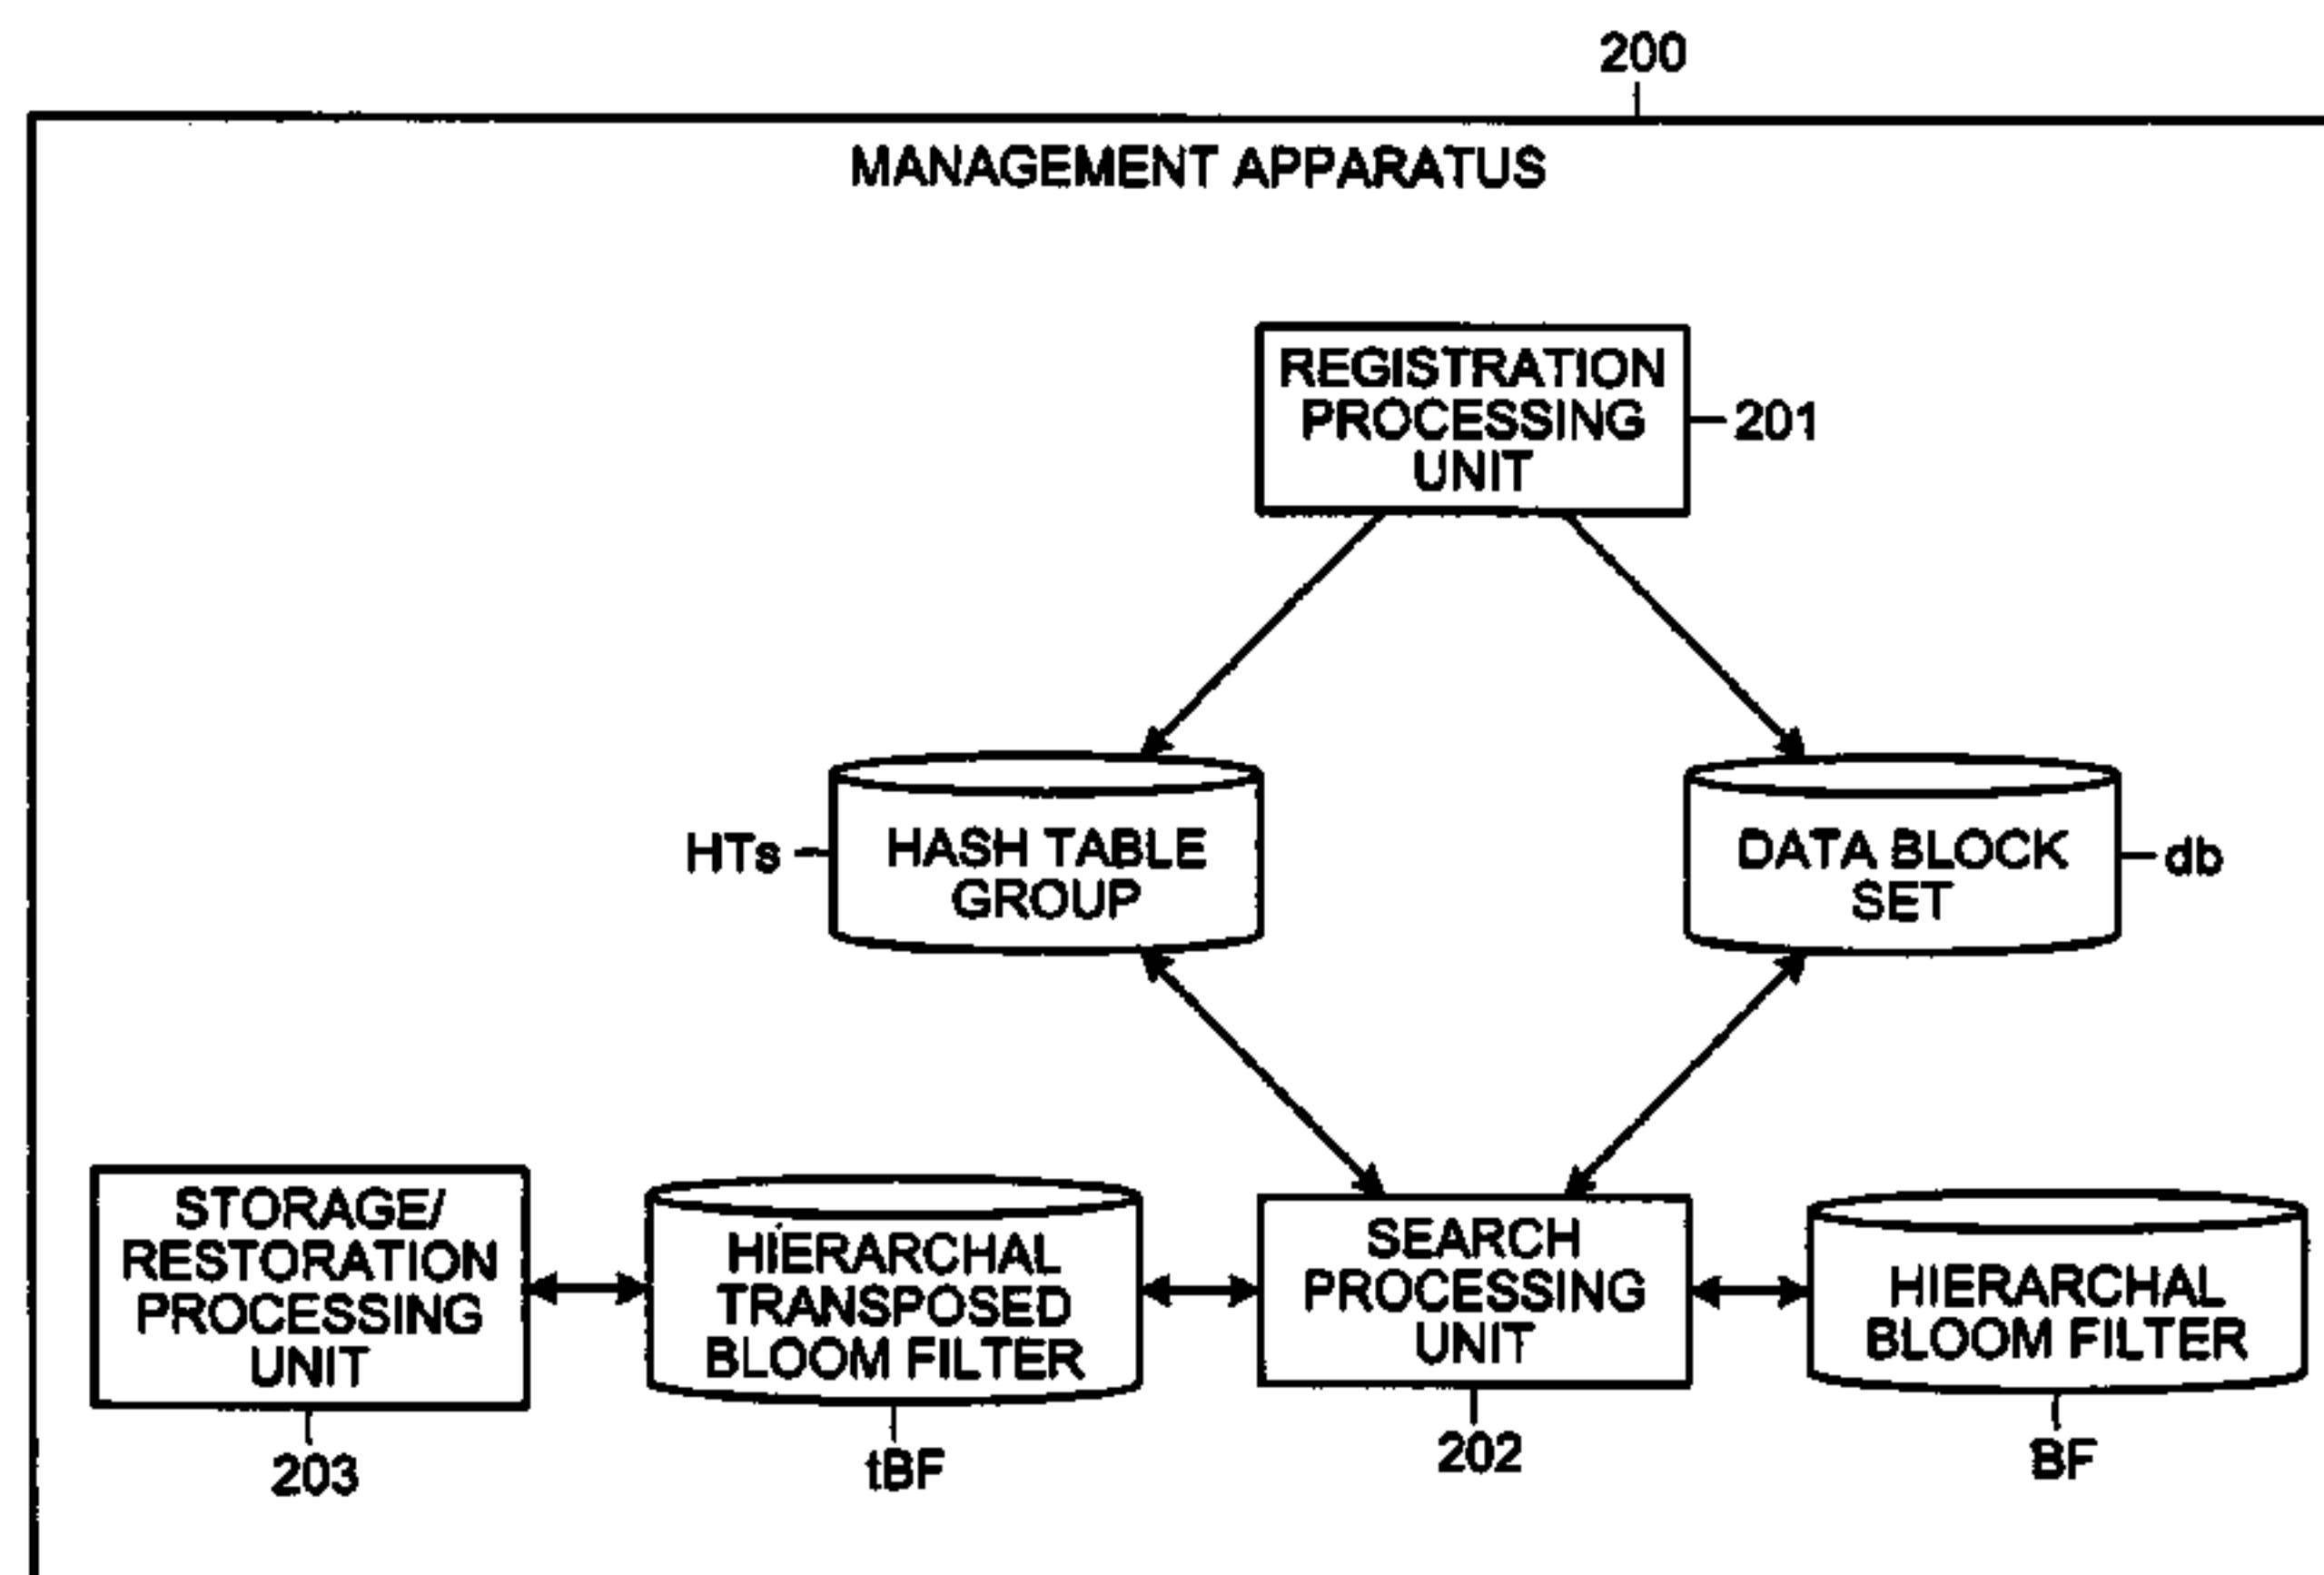 200
MANAGEMENT APPARATUS
REGISTRATION
PROCESSING
UNIT
201
HTs
HASH TABLE
GROUP
DATA BLOCK
SET
db
STORAGE/
RESTORATION
PROCESSING
UNIT
203
HIERARCHAL
TRANSPOSED
BLOOM FILTER
tBF
SEARCH
PROCESSING
UNIT
202
HIERARCHAL
BLOOM FILTER
BF